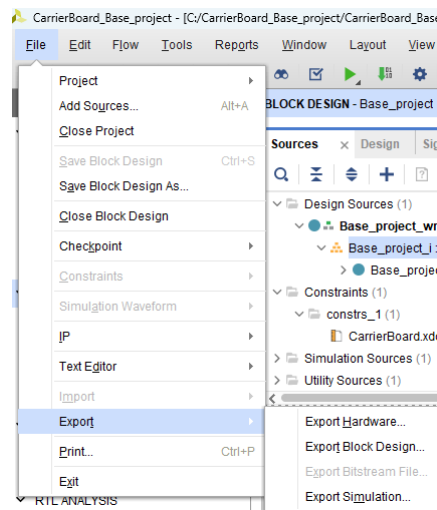 CarrierBoard_Base_project - [C:/CarrierBoard_Base_project/CarrierBoard_Base
File Edit Flow Tools Reports Window Layout View
Project
Add Sources... Alt+A
BLOCK DESIGN - Base_project
Close Project
Sources × Design Sig
Save Block Design Ctrl+S
Save Block Design As...
Design Sources (1)
Close Block Design
Base_project_wr
Checkpoint
Base_project_i :
Base_projec
Constraints
Constraints (1)
Simulation Waveform
constrs_1 (1)
IP
CarrierBoard.xdc
Text Editor
Simulation Sources (1)
Import
Utility Sources (1)
Export
Export Hardware...
Export Block Design...
Print... Ctrl+P
Export Bitstream File...
Exit
Export Simulation...
RTL ANALYSIS